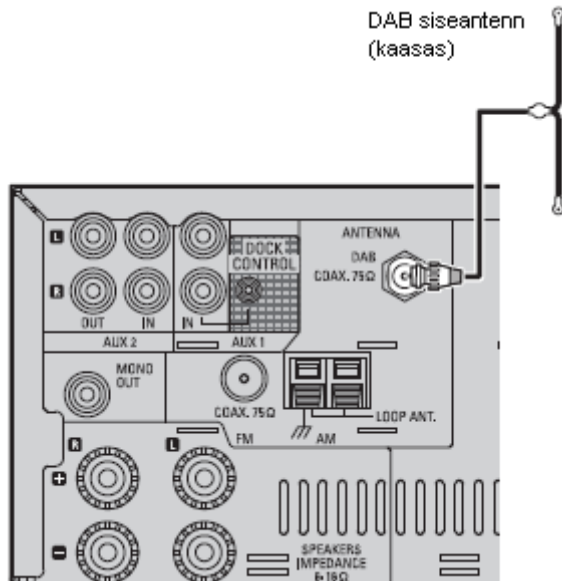 DAB siseantenn
(kaasas)
ANTENNA
DAB
COAX. 75Ω
L
DOCK
CONTROL
R
OUT
IN
IN
AUX 2
AUX 1
MONO
OUT
COAX. 75Ω
LOOP ANT.
FM
AM
R
L
+
−
SPEAKERS
IMPEDANCE
6-16Ω